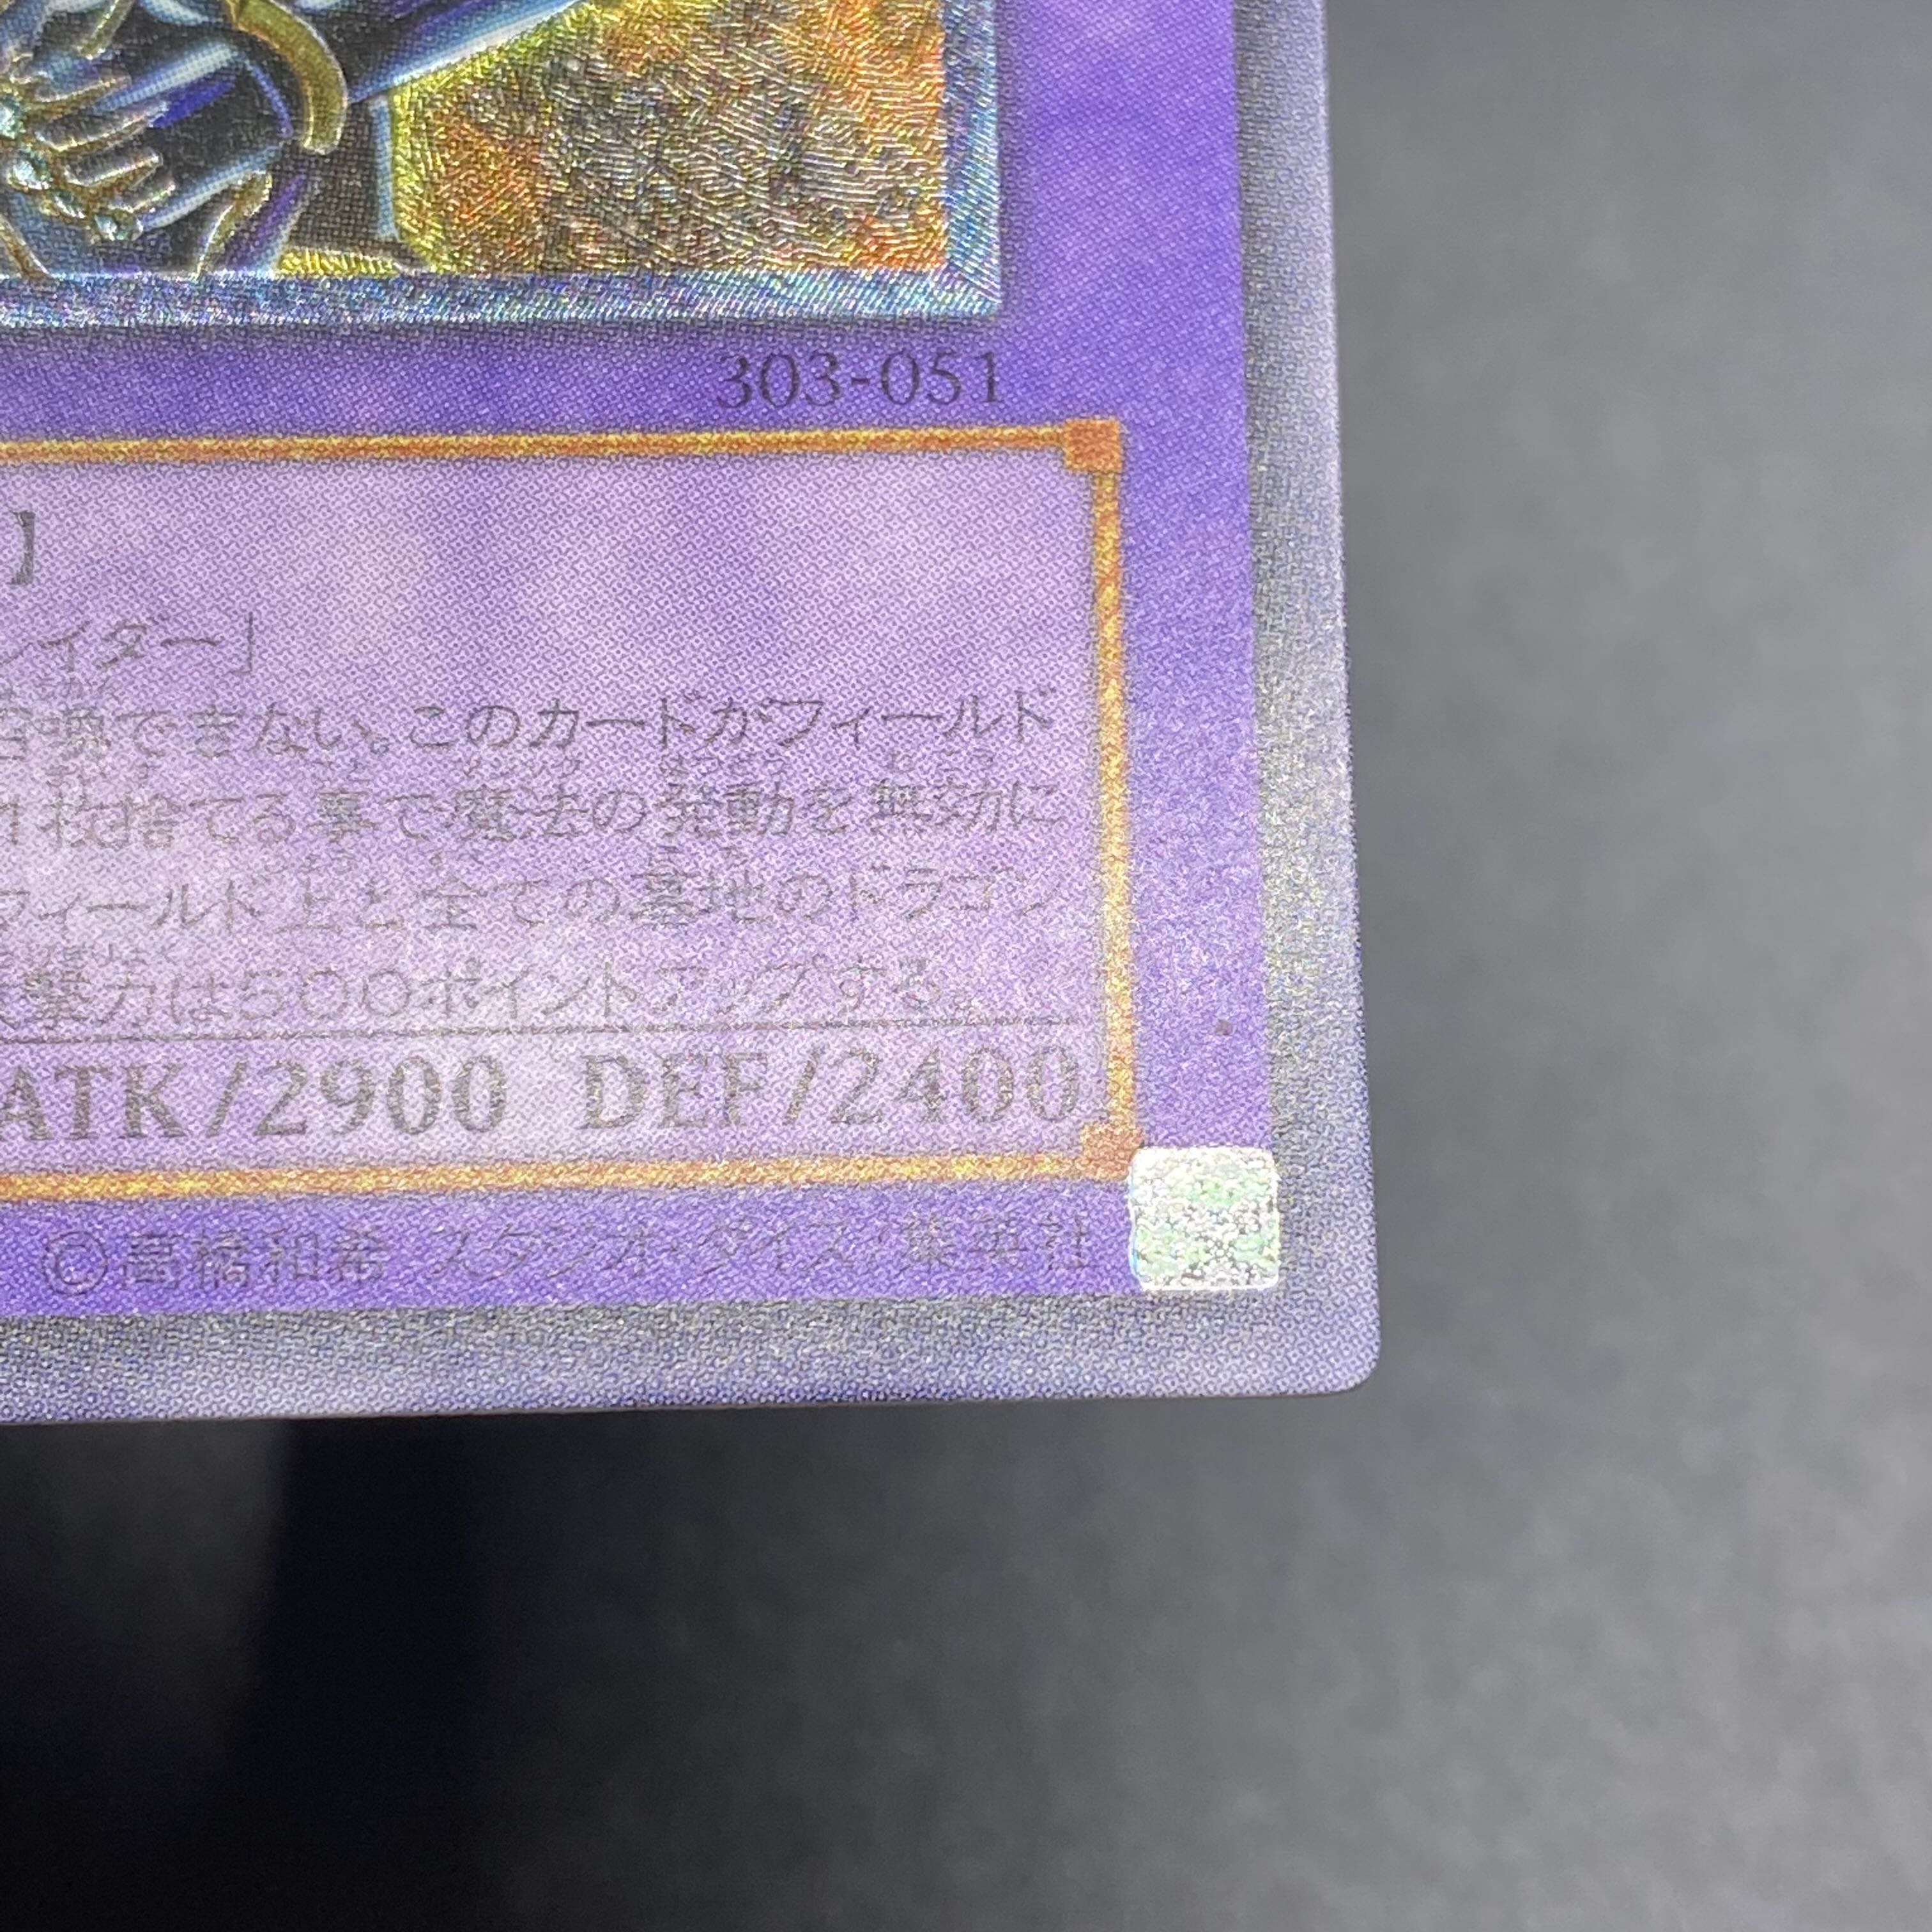 303-051
】
レイダー」
召喚できない。このカードがフィールド
1枚捨てる事で魔法の発動を無効に
フィールド上と全ての墓地のドラゴン
攻撃力は500ポイントアップする。
ATK/2900 DEF/2400
©高橋和希 スタジオ・ダイス・集英社